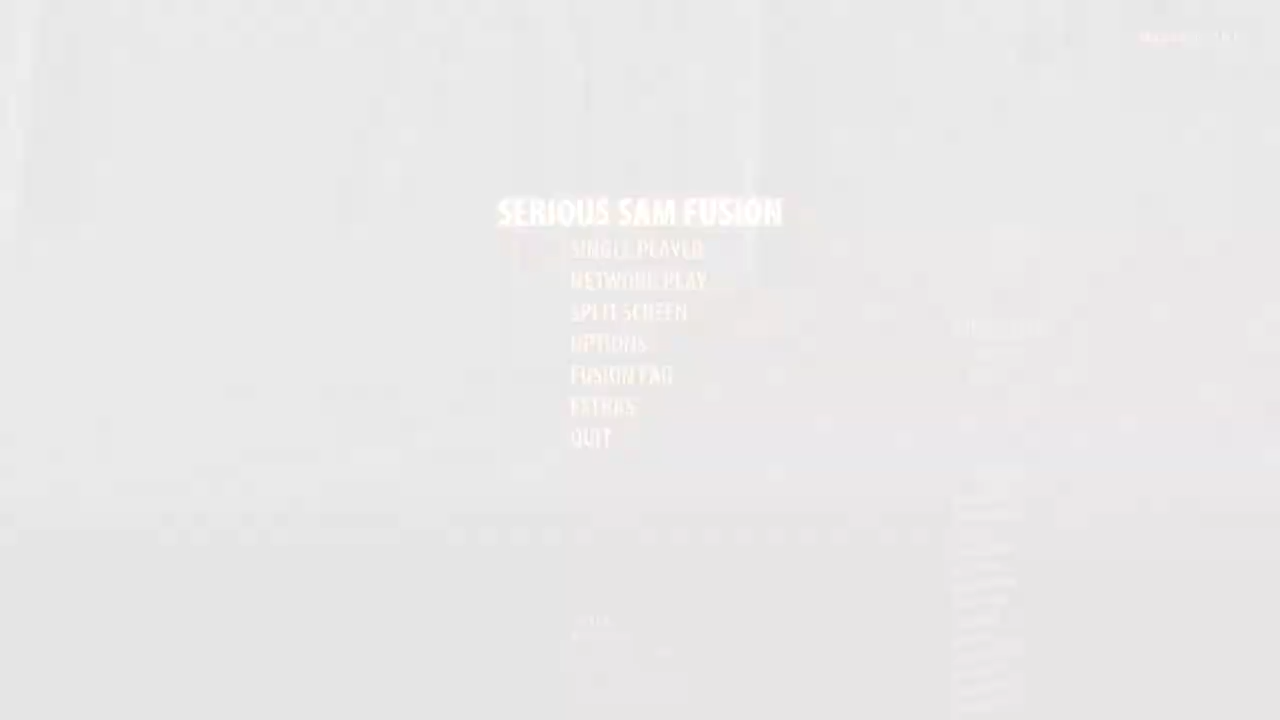 SERIOUS SAM FUSION
SINGLE PLAYER
NETWORK PLAY
SPLIT SCREEN
OPTIONS
FUSION FAQ
EXTRAS
QUIT